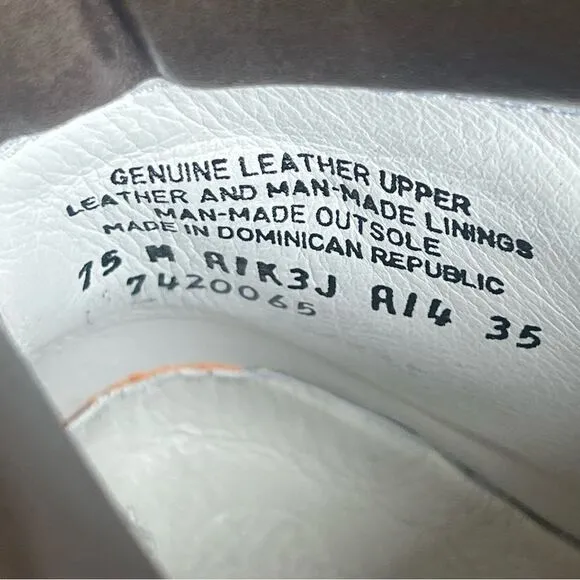 GENUINE LEATHER UPPER
LEATHER AND MAN-MADE LININGS
MAN-MADE OUTSOLE
MADE IN DOMINICAN REPUBLIC
75 M A1K3J A14 35
7420065